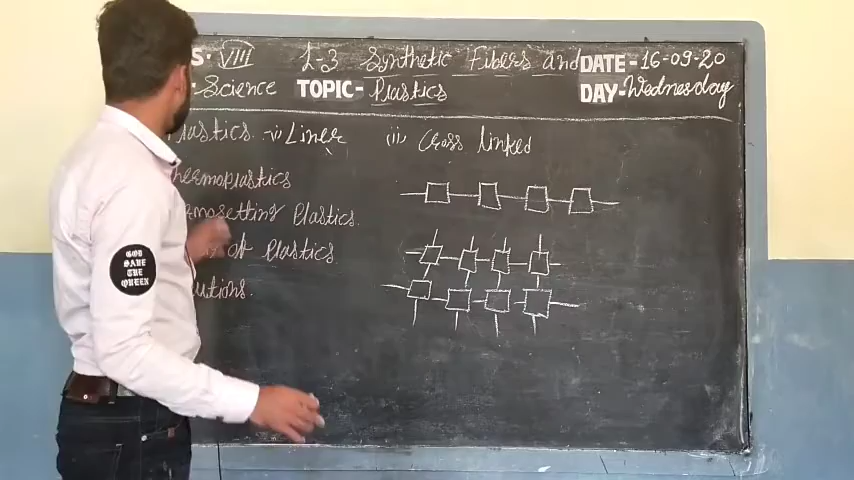 S. VIII L-3 Synthetic Fibers and DATE - 16-09-20
Science TOPIC - Plastics DAY - Wednesday
lastics - (i) Liner (ii) Cross linked
hermoplastics
mosetting Plastics.
of Plastics.
utions.
GOD
SAVE
THE
QUEEN